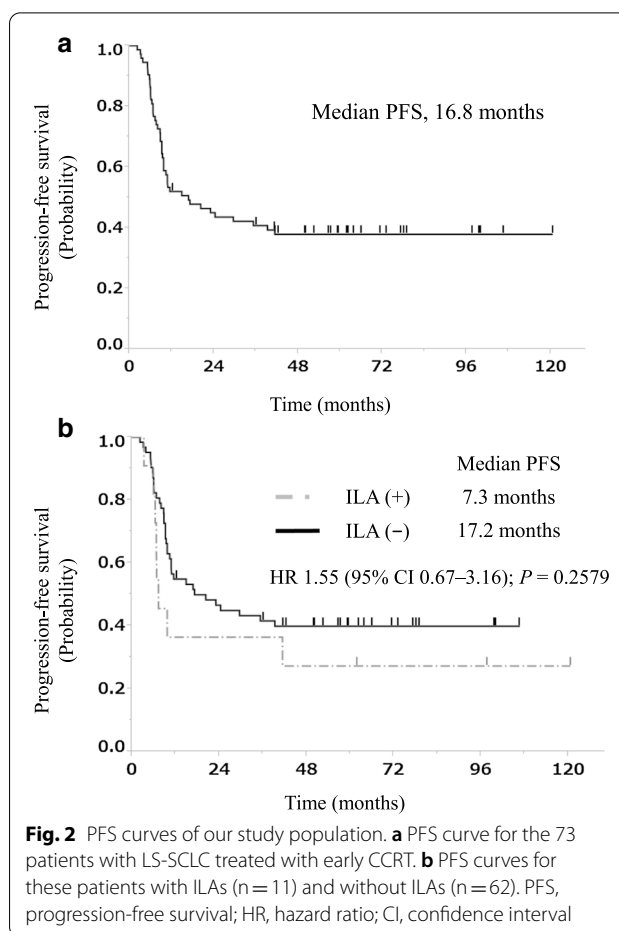 a
Progression-free survival
(Probability)
1.0
0.8
0.6
0.4
0.2
0.0
Median PFS, 16.8 months
0 24 48 72 96 120
Time (months)
b
Progression-free survival
(Probability)
1.0
0.8
0.6
0.4
0.2
0.0
Median PFS
ILA (+) 7.3 months
ILA (−) 17.2 months
HR 1.55 (95% CI 0.67–3.16); P = 0.2579
0 24 48 72 96 120
Time (months)
Fig. 2 PFS curves of our study population. a PFS curve for the 73
patients with LS-SCLC treated with early CCRT. b PFS curves for
these patients with ILAs (n = 11) and without ILAs (n = 62). PFS,
progression-free survival; HR, hazard ratio; CI, confidence interval